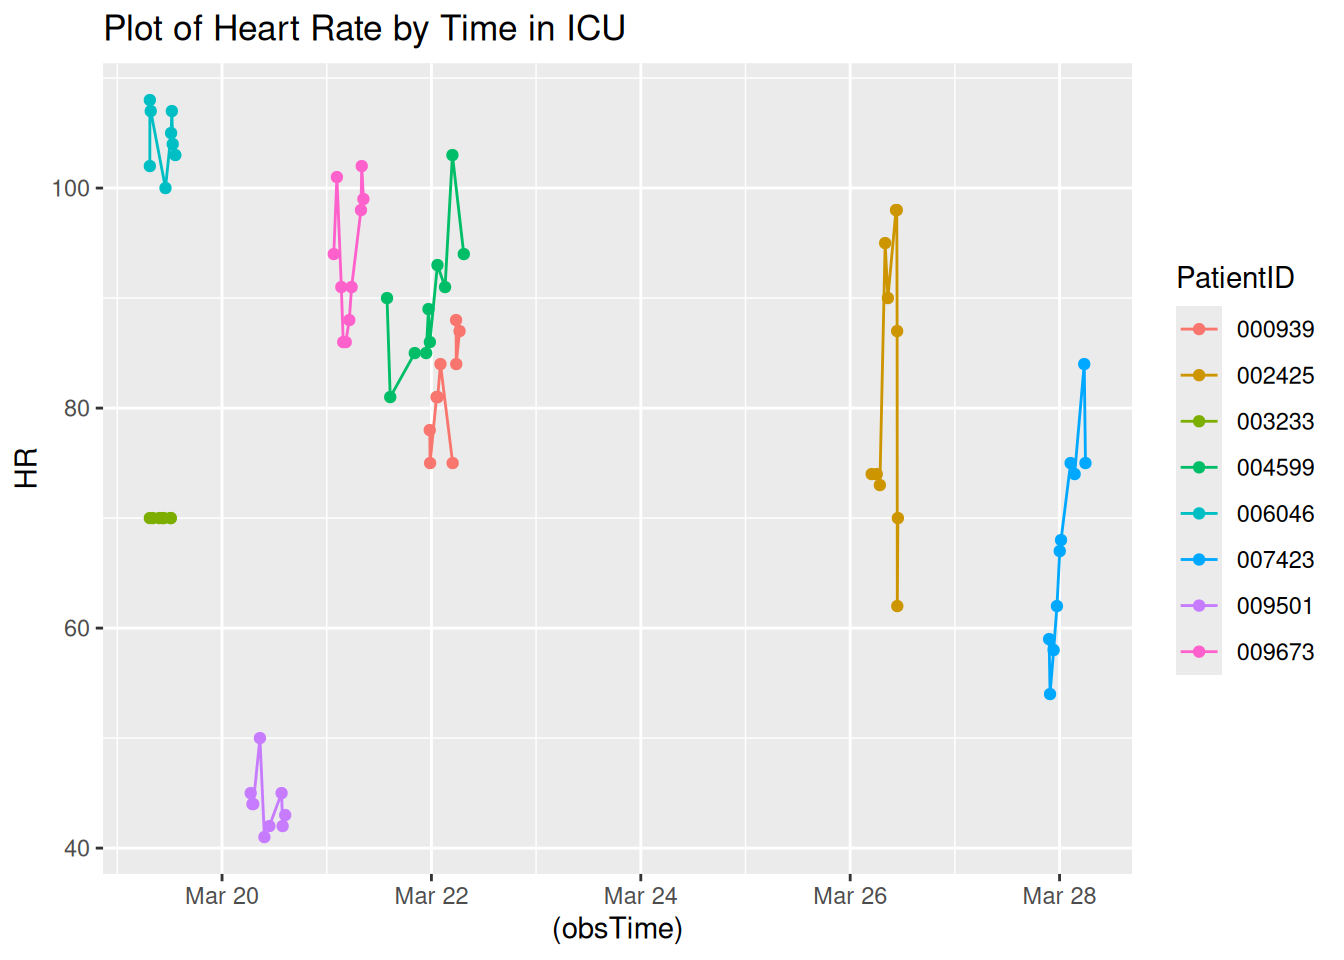 Plot of Heart Rate by Time in ICU
HR
100
80
60
40
Mar 20
Mar 22
Mar 24
Mar 26
Mar 28
(obsTime)
PatientID
000939
002425
003233
004599
006046
007423
009501
009673